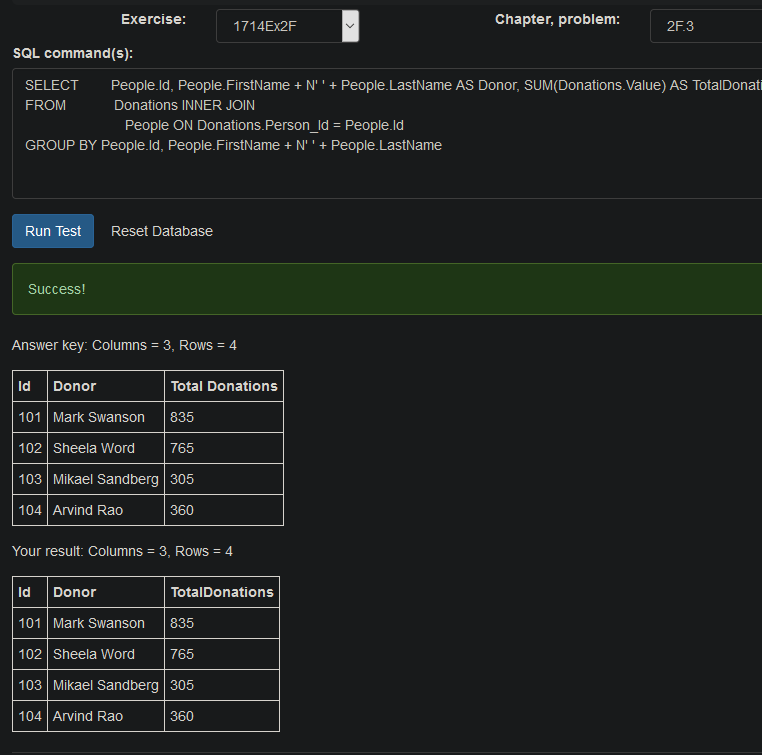 Exercise: 1714Ex2F Chapter, problem: 2F.3
SQL command(s):
SELECT People.Id, People.FirstName + N' ' + People.LastName AS Donor, SUM(Donations.Value) AS TotalDonati
FROM Donations INNER JOIN
People ON Donations.Person_Id = People.Id
GROUP BY People.Id, People.FirstName + N' ' + People.LastName
Run Test Reset Database
Success!
Answer key: Columns = 3, Rows = 4
Id Donor Total Donations
101 Mark Swanson 835
102 Sheela Word 765
103 Mikael Sandberg 305
104 Arvind Rao 360
Your result: Columns = 3, Rows = 4
Id Donor TotalDonations
101 Mark Swanson 835
102 Sheela Word 765
103 Mikael Sandberg 305
104 Arvind Rao 360